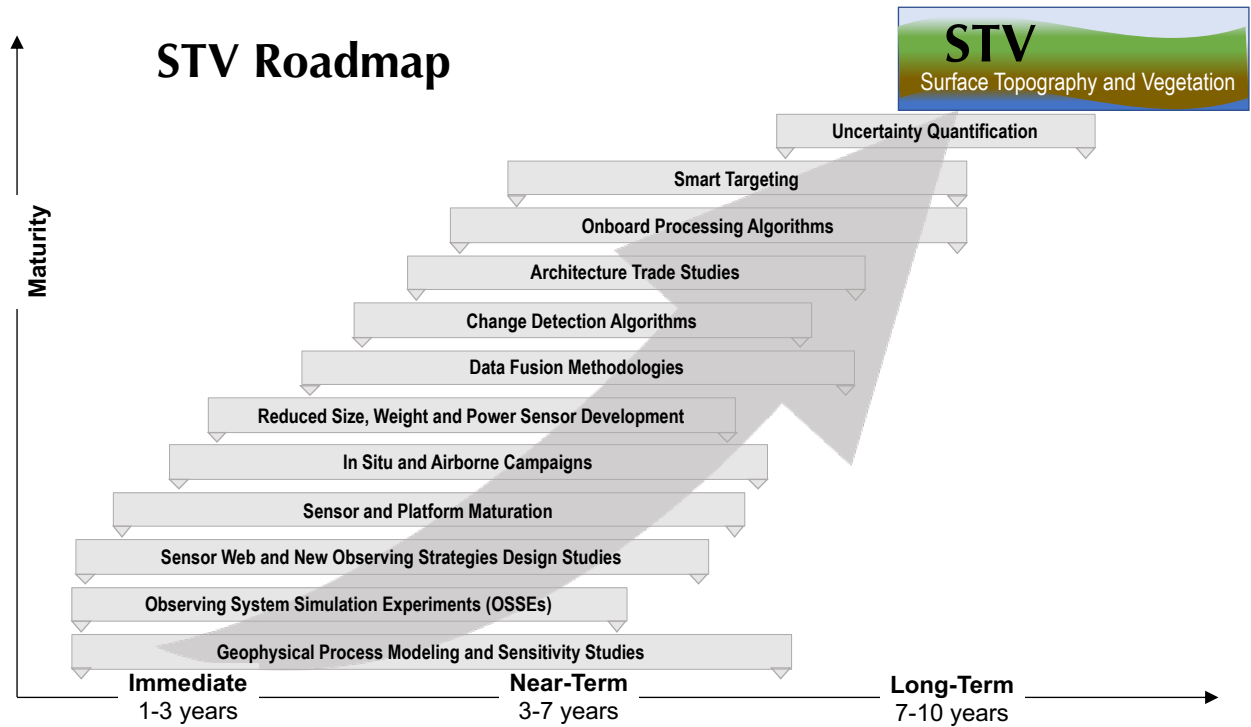 STV Roadmap
STV
Surface Topography and Vegetation
Maturity
Uncertainty Quantification
Smart Targeting
Onboard Processing Algorithms
Architecture Trade Studies
Change Detection Algorithms
Data Fusion Methodologies
Reduced Size, Weight and Power Sensor Development
In Situ and Airborne Campaigns
Sensor and Platform Maturation
Sensor Web and New Observing Strategies Design Studies
Observing System Simulation Experiments (OSSEs)
Geophysical Process Modeling and Sensitivity Studies
Immediate
1-3 years
Near-Term
3-7 years
Long-Term
7-10 years